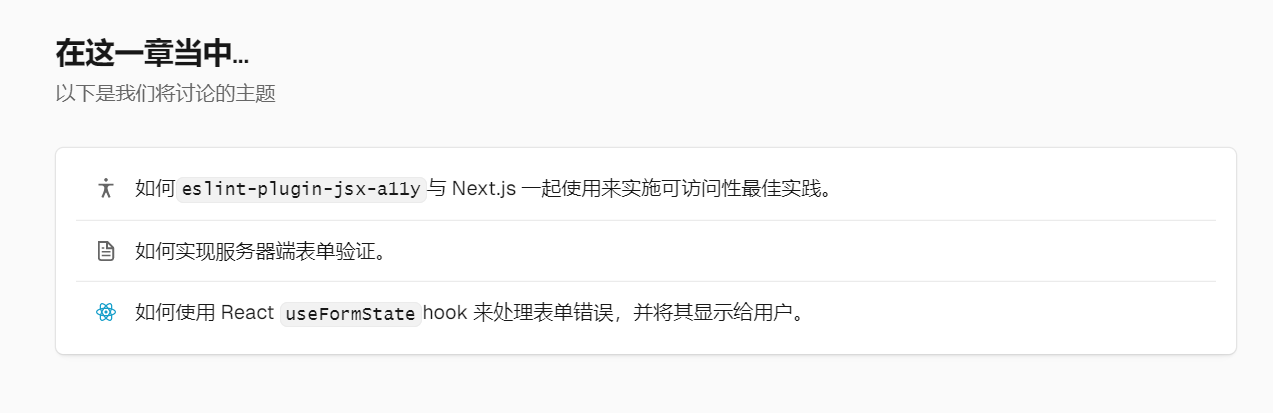 在这一章当中...
以下是我们将讨论的主题
如何 eslint-plugin-jsx-a11y 与 Next.js 一起使用来实施可访问性最佳实践。
如何实现服务器端表单验证。
如何使用 React useFormState hook 来处理表单错误，并将其显示给用户。